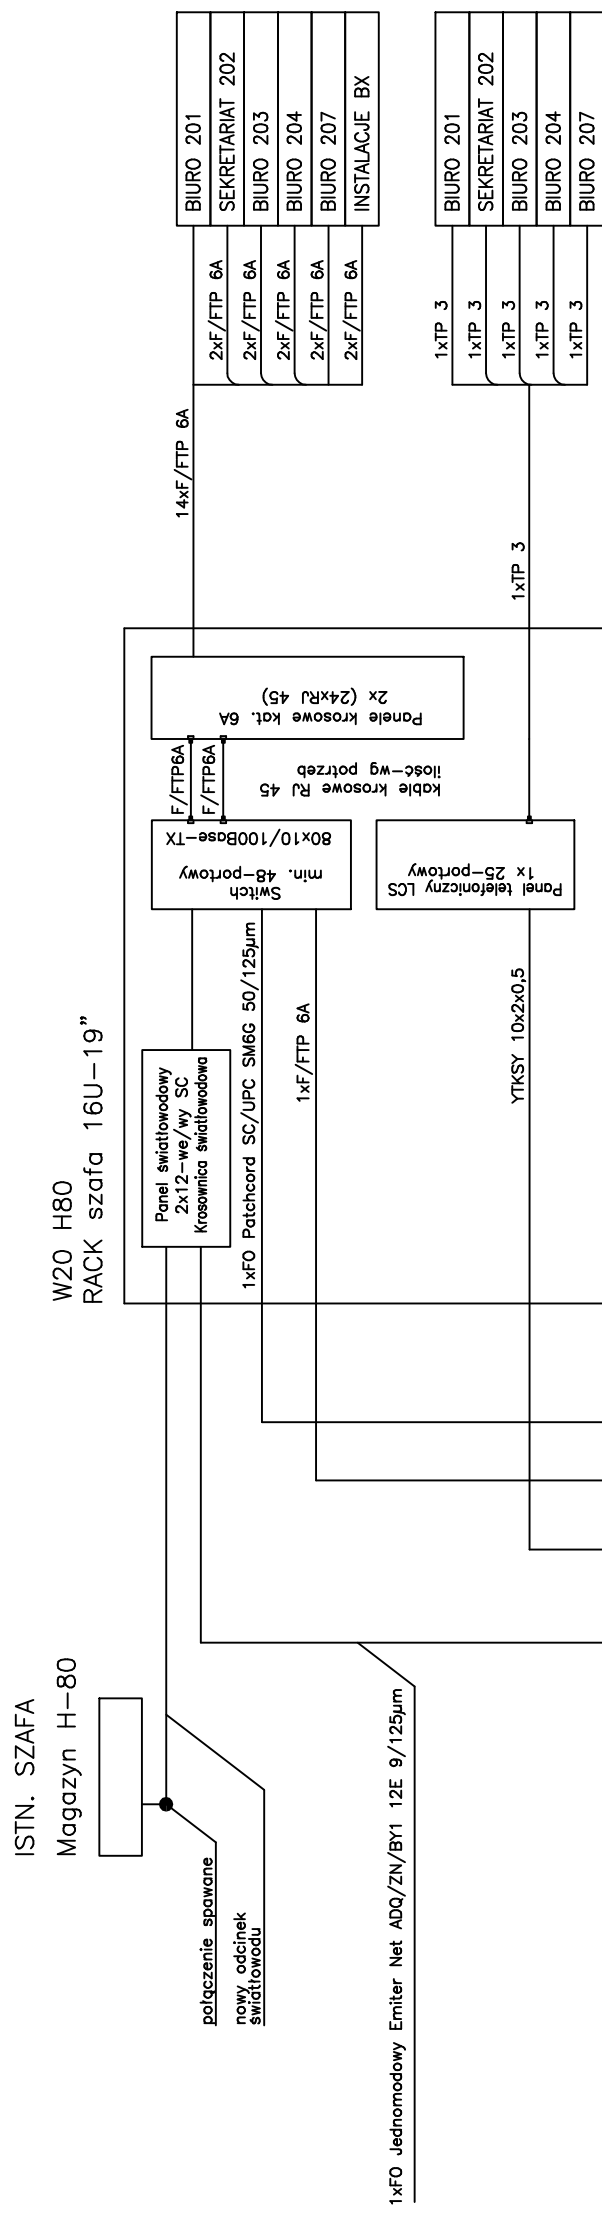 ISTN. SZAFA
Magazyn H-80
połączenie spawane
nowy odcinek
światłowodu
1xFO Jednomodowy Emiter Net ADQ/ZN/BY1 12E 9/125µm
W20 H80
RACK szafa 16U-19"
Panel światłowodowy
2x12-we/wy SC
Krosownica światłowodowa
1xFO Patchcord SC/UPC SM6G 50/125µm
1xF/FTP 6A
YTKSY 10x2x0,5
Switch
min. 48-portowy
80x10/100Base-TX
Panel telefoniczny LCS
1x 25-portowy
F/FTP6A
F/FTP6A
kable krosowe RJ 45
ilość-wg potrzeb
Panele krosowe kat. 6A
2x (24xRJ 45)
14xF/FTP 6A
1xTP 3
2xF/FTP 6A
2xF/FTP 6A
2xF/FTP 6A
2xF/FTP 6A
2xF/FTP 6A
1xTP 3
1xTP 3
1xTP 3
1xTP 3
1xTP 3
BIURO 201
SEKRETARIAT 202
BIURO 203
BIURO 204
BIURO 207
INSTALACJE BX
BIURO 201
SEKRETARIAT 202
BIURO 203
BIURO 204
BIURO 207